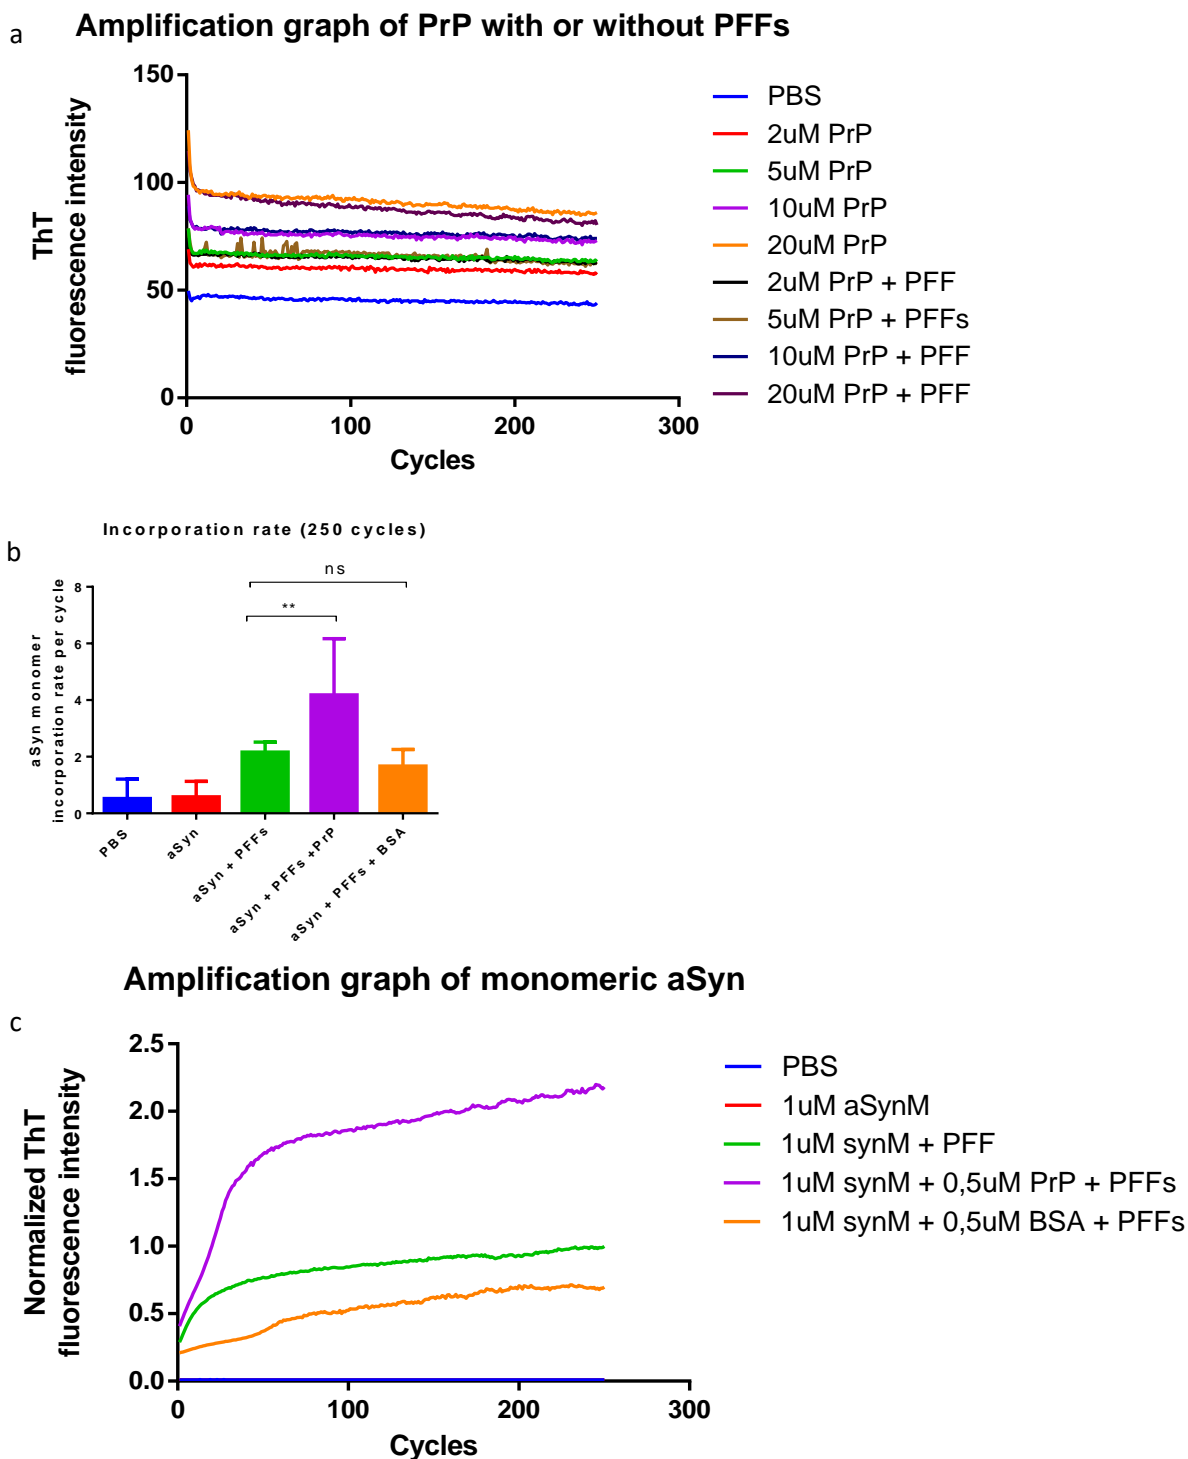 a
Amplification graph of PrP with or without PFFs
ThT
fluorescence intensity
150
100
50
0
0 100 200 300
Cycles
PBS
2uM PrP
5uM PrP
10uM PrP
20uM PrP
2uM PrP + PFF
5uM PrP + PFFs
10uM PrP + PFF
20uM PrP + PFF
b
Incorporation rate (250 cycles)
aSyn monomer
incorporation rate per cycle
8
6
4
2
0
ns
**
PBS
aSyn
aSyn + PFFs
aSyn + PFFs +PrP
aSyn + PFFs + BSA
c
Amplification graph of monomeric aSyn
Normalized ThT
fluorescence intensity
2.5
2.0
1.5
1.0
0.5
0.0
0 100 200 300
Cycles
PBS
1uM aSynM
1uM synM + PFF
1uM synM + 0,5uM PrP + PFFs
1uM synM + 0,5uM BSA + PFFs